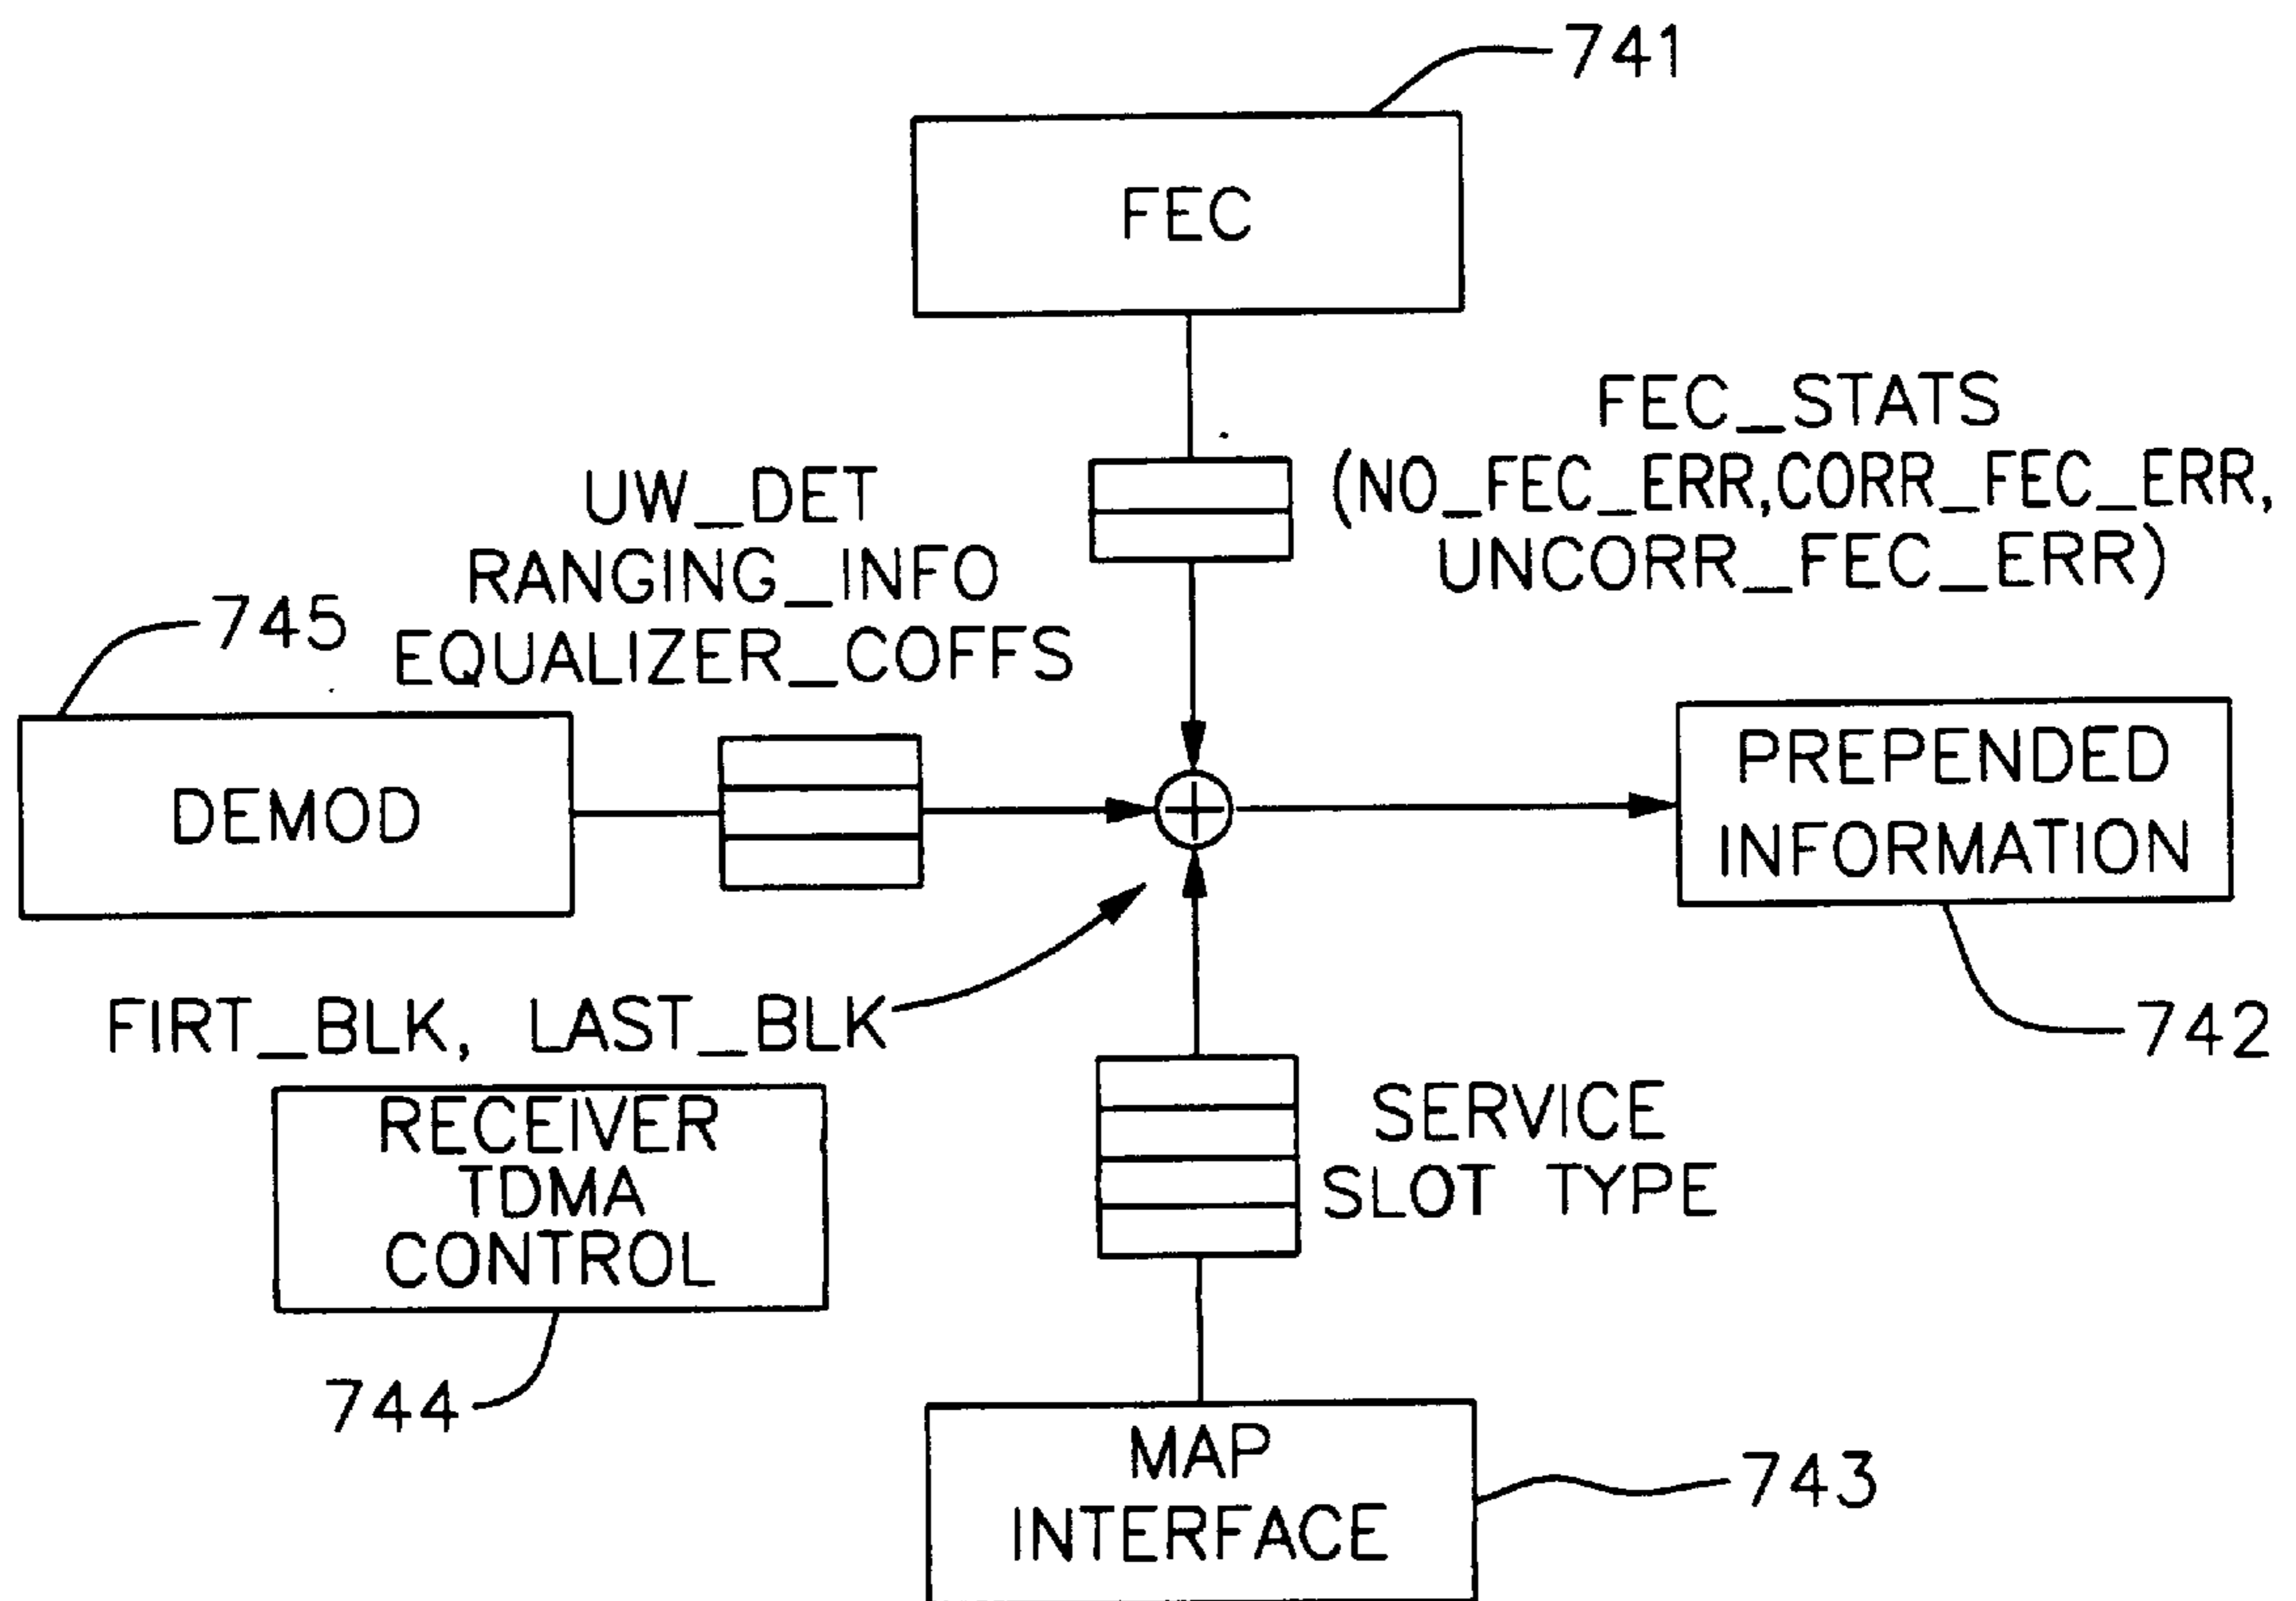 741
FEC
FEC_STATS
(NO_FEC_ERR,CORR_FEC_ERR,
UNCORR_FEC_ERR)
UW_DET
RANGING_INFO
EQUALIZER_COFFS
745
DEMOD
PREPENDED
INFORMATION
742
FIRT_BLK, LAST_BLK
RECEIVER
TDMA
CONTROL
744
SERVICE
SLOT TYPE
MAP
INTERFACE
743